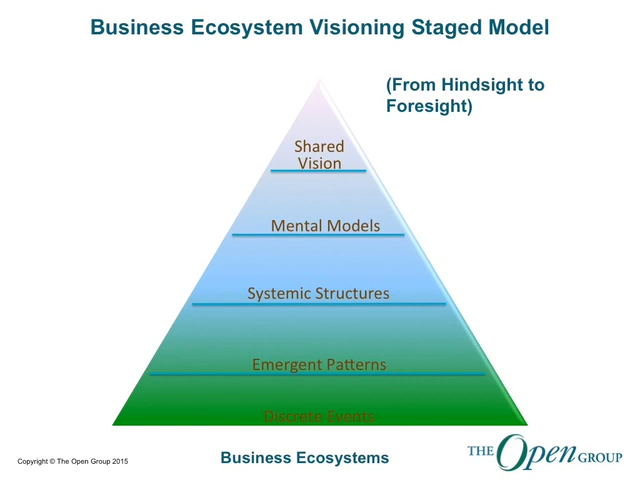 Business Ecosystem Visioning Staged Model
(From Hindsight to
Foresight)
Shared
Vision
Mental Models
Systemic Structures
Emergent Patterns
Discrete Events
Copyright © The Open Group 2015
Business Ecosystems
THE Open GROUP